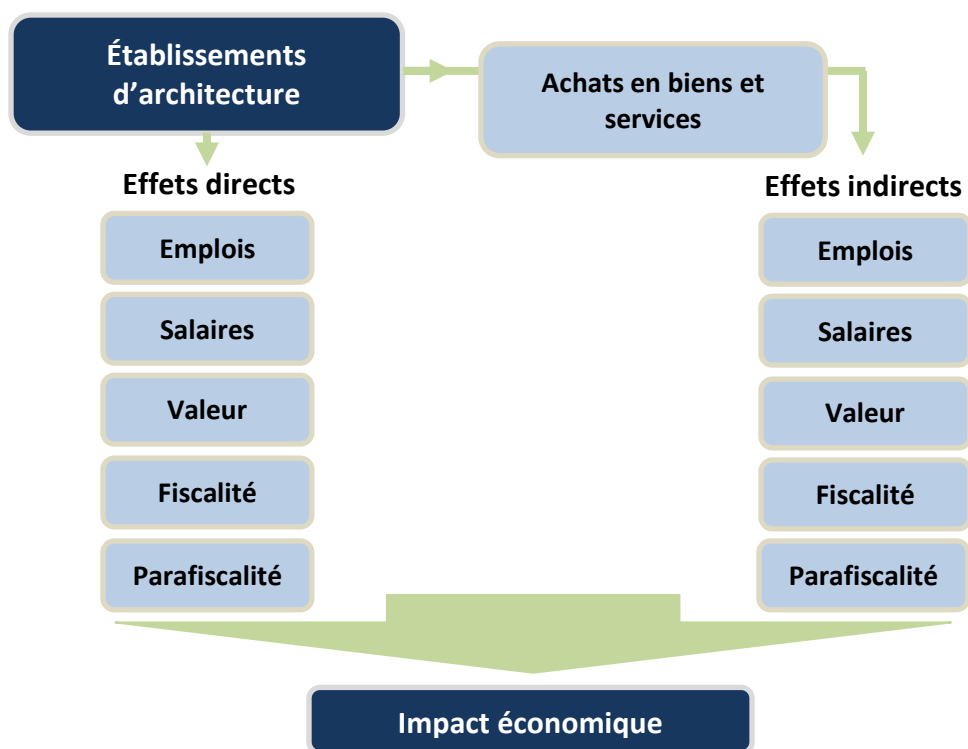 Établissements
d’architecture
Achats en biens et
services
Effets directs
Emplois
Salaires
Valeur
Fiscalité
Parafiscalité
Effets indirects
Emplois
Salaires
Valeur
Fiscalité
Parafiscalité
Impact économique